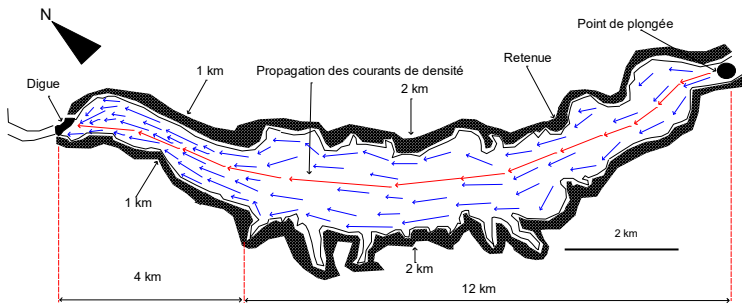 N
Point de plongée
Retenue
1 km
Propagation des courants de densité
2 km
Digue
1 km
2 km
2 km
4 km
12 km